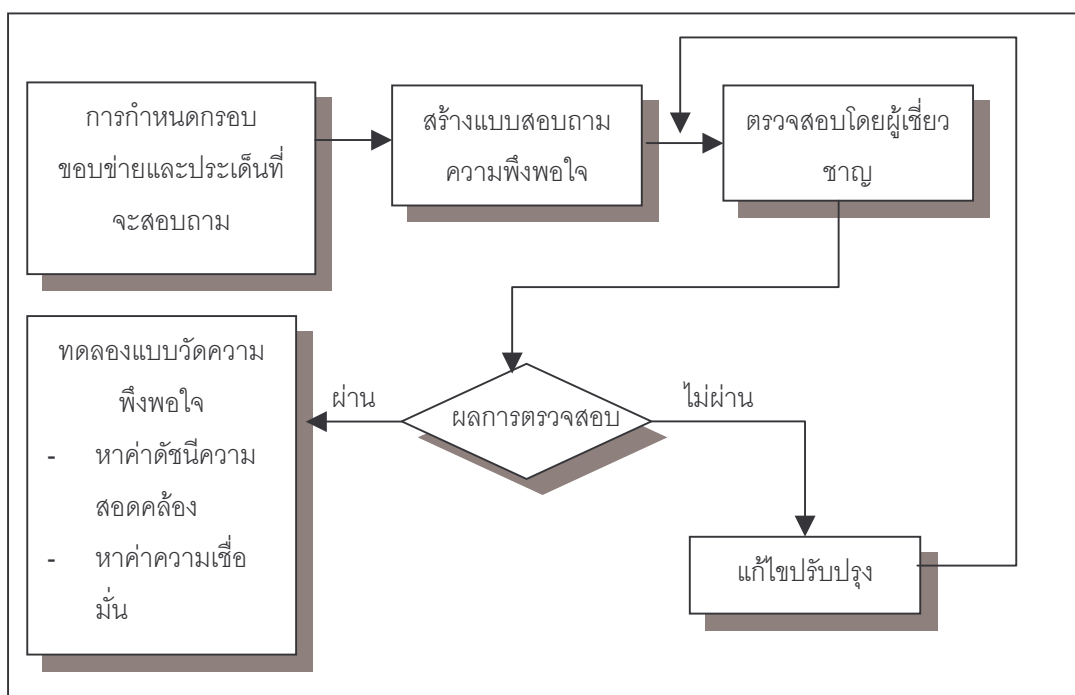 การกำหนดกรอบ
ขอบข่ายและประเด็นที่
จะสอบถาม
สร้างแบบสอบถาม
ความพึงพอใจ
ตรวจสอบโดยผู้เชี่ยว
ชาญ
ผลการตรวจสอบ
ผ่าน
ไม่ผ่าน
ทดลองแบบวัดความ
พึงพอใจ
- หาค่าดัชนีความ
สอดคล้อง
- หาค่าความเชื่อ
มั่น
แก้ไขปรับปรุง